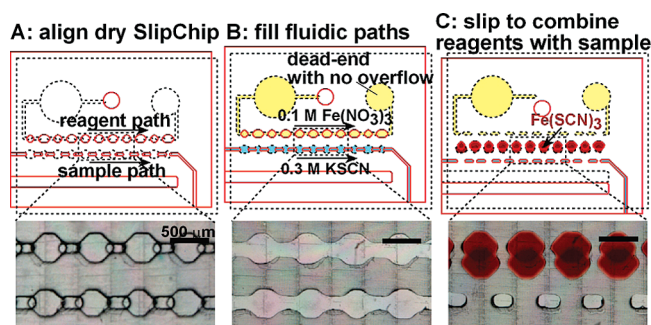 A: align dry SlipChip
B: fill fluidic paths
C: slip to combine
reagents with sample
reagent path
sample path
500 µm
dead-end
with no overflow
0.1 M Fe(NO3)3
0.3 M KSCN
Fe(SCN)3